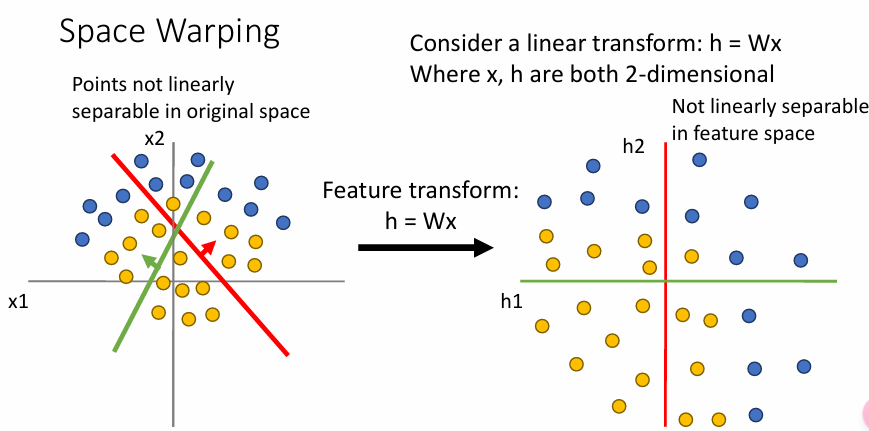 Space Warping
Consider a linear transform: h = Wx
Where x, h are both 2-dimensional
Points not linearly
separable in original space
Not linearly separable
in feature space
x2
h2
Feature transform:
h = Wx
x1
h1